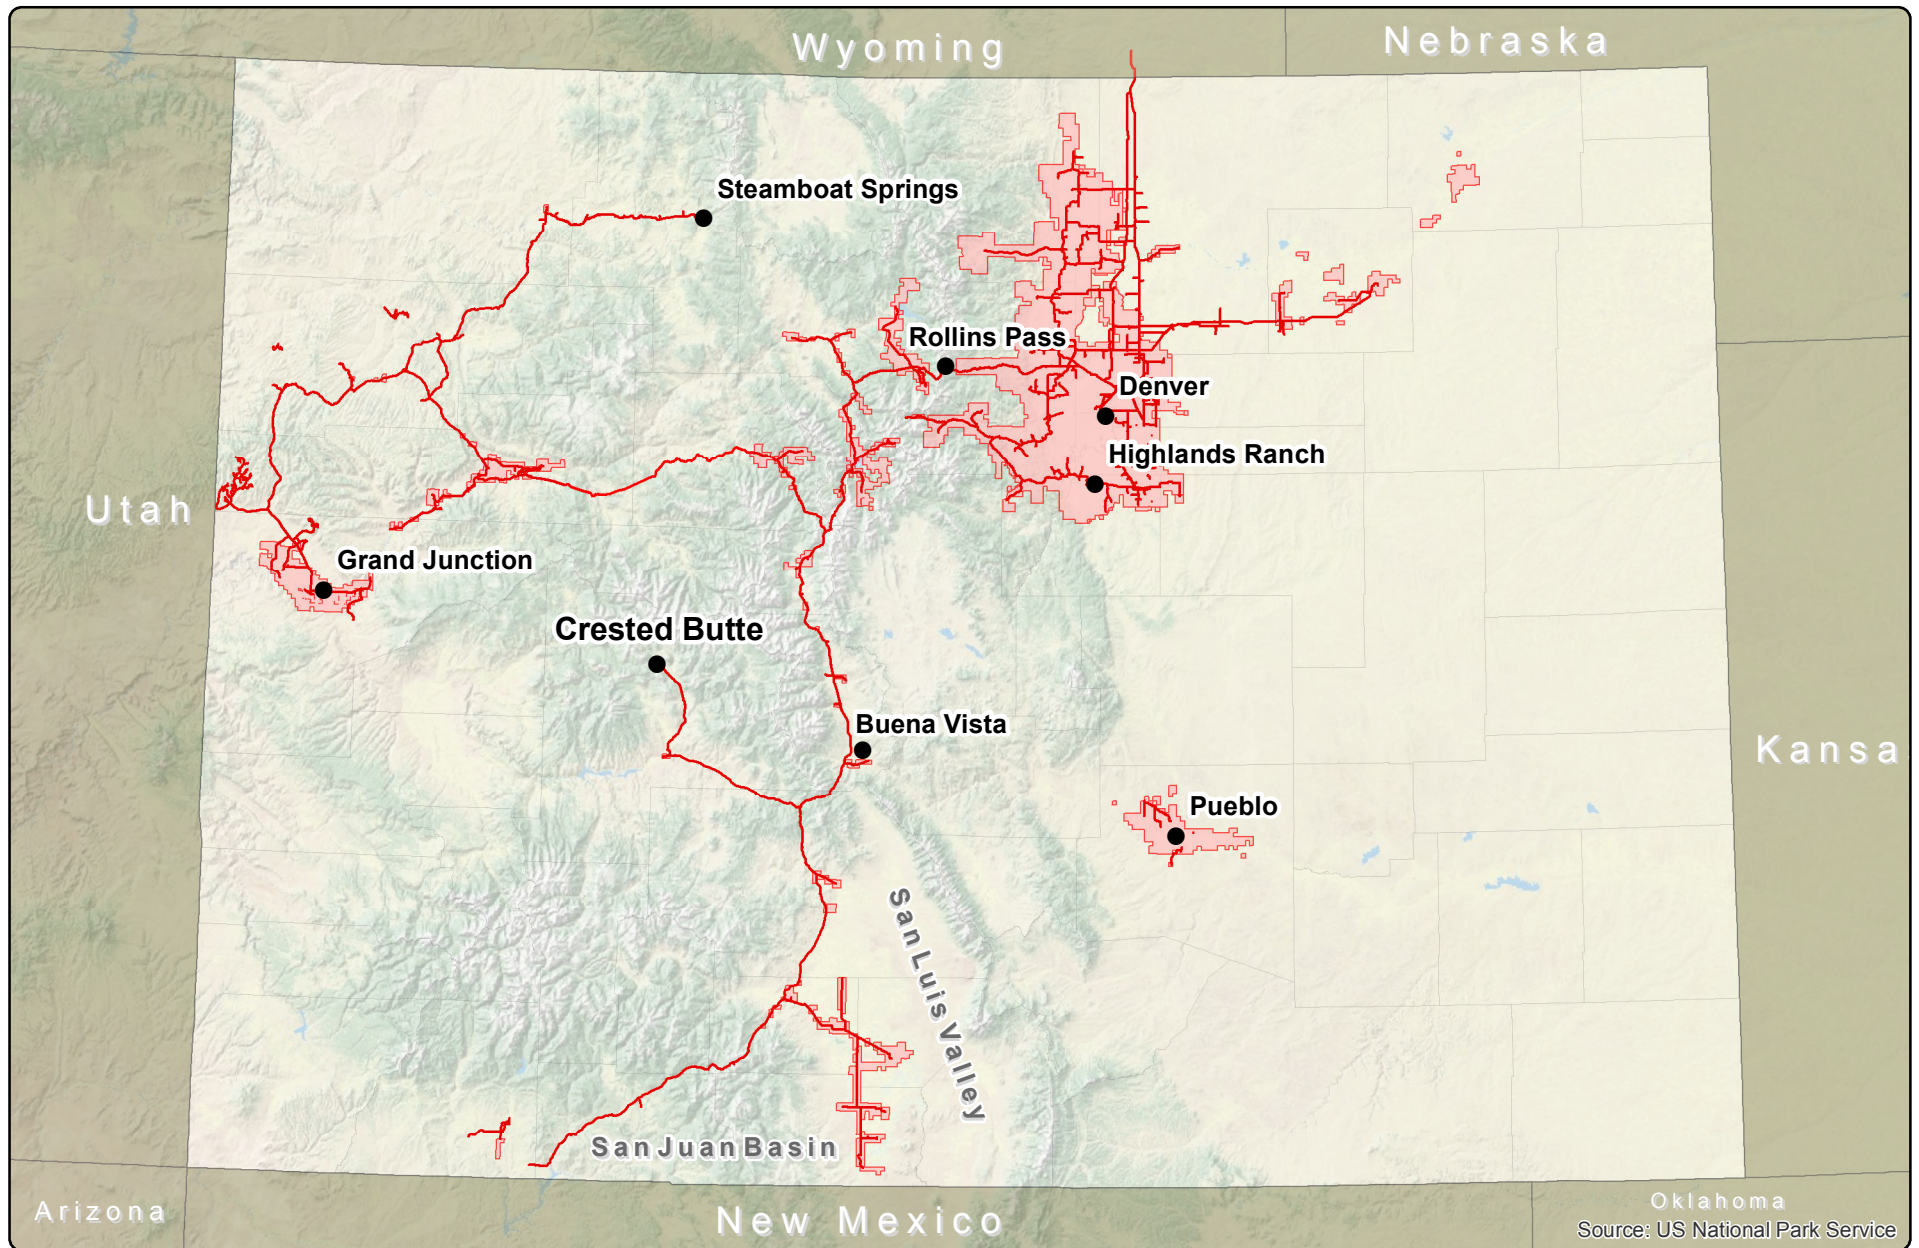 Wyoming
Nebraska
Steamboat Springs
Rollins Pass
Denver
Highlands Ranch
Utah
Grand Junction
Crested Butte
Buena Vista
Kansa
Pueblo
San Luis Valley
San Juan Basin
Arizona
New Mexico
Oklahoma
Source: US National Park Service